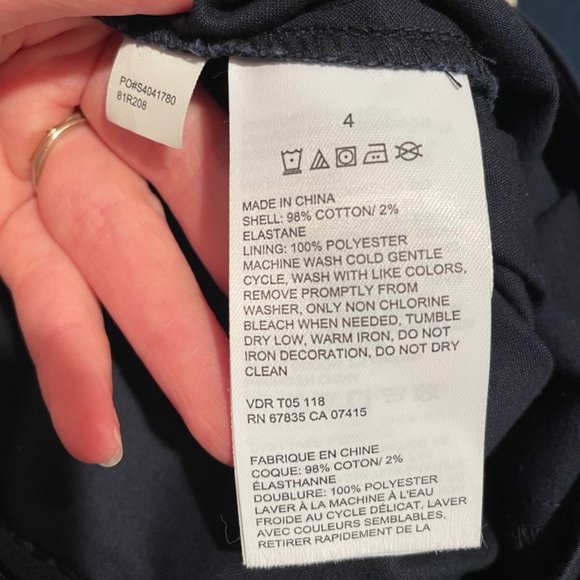 PO#S4041780
81R208
4
MADE IN CHINA
SHELL: 98% COTTON/ 2%
ELASTANE
LINING: 100% POLYESTER
MACHINE WASH COLD GENTLE
CYCLE, WASH WITH LIKE COLORS,
REMOVE PROMPTLY FROM
WASHER, ONLY NON CHLORINE
BLEACH WHEN NEEDED, TUMBLE
DRY LOW, WARM IRON, DO NOT
IRON DECORATION, DO NOT DRY
CLEAN
VDR T05 118
RN 67835 CA 07415
FABRIQUE EN CHINE
COQUE: 98% COTON/ 2%
ÉLASTHANNE
DOUBLURE: 100% POLYESTER
LAVER À LA MACHINE À L'EAU
FROIDE AU CYCLE DÉLICAT, LAVER
AVEC COULEURS SEMBLABLES,
RETIRER RAPIDEMENT DE LA